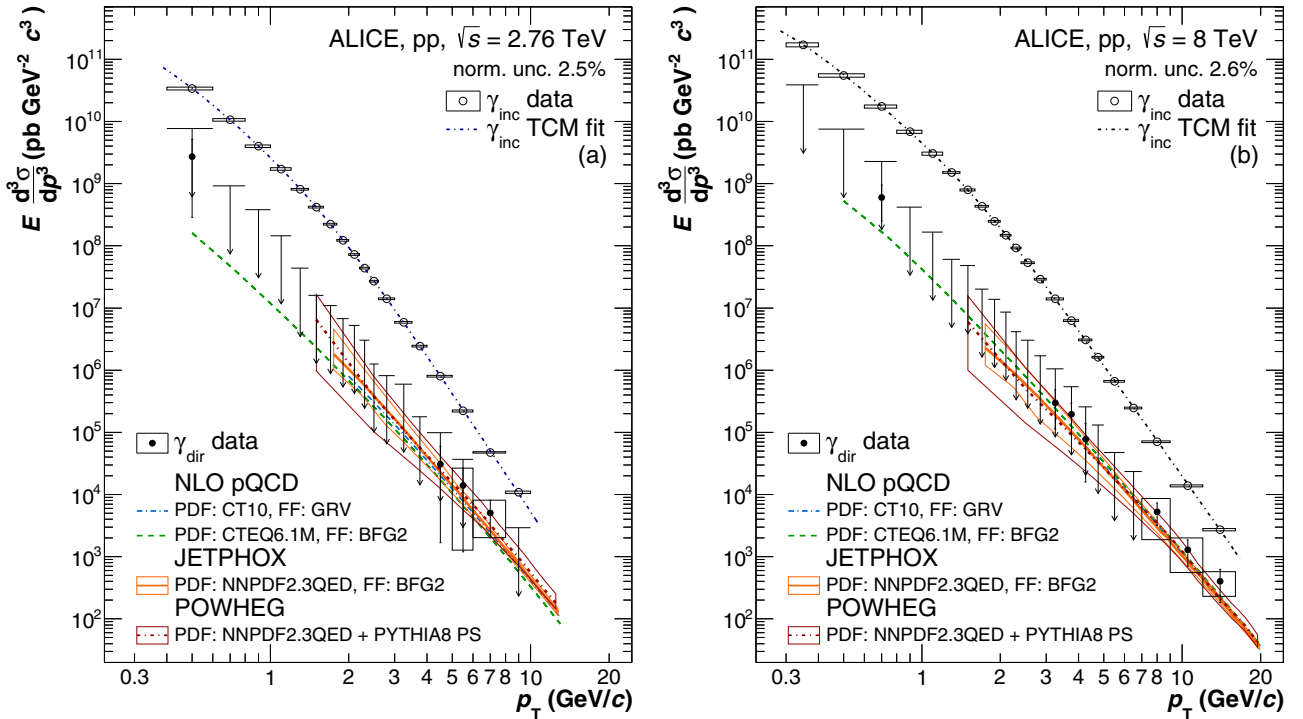 ALICE, pp, √s = 2.76 TeV
norm. unc. 2.5%
γinc data
γinc TCM fit
(a)
E d³σ/dp³ (pb GeV⁻² c³)
10¹¹
10¹⁰
10⁹
10⁸
10⁷
10⁶
10⁵
10⁴
10³
10²
γdir data
NLO pQCD
PDF: CT10, FF: GRV
PDF: CTEQ6.1M, FF: BFG2
JETPHOX
PDF: NNPDF2.3QED, FF: BFG2
POWHEG
PDF: NNPDF2.3QED + PYTHIA8 PS
0.3 1 2 3 4 5 6 7 8 10 20
pT (GeV/c)
ALICE, pp, √s = 8 TeV
norm. unc. 2.6%
γinc data
γinc TCM fit
(b)
E d³σ/dp³ (pb GeV⁻² c³)
10¹¹
10¹⁰
10⁹
10⁸
10⁷
10⁶
10⁵
10⁴
10³
10²
γdir data
NLO pQCD
PDF: CT10, FF: GRV
PDF: CTEQ6.1M, FF: BFG2
JETPHOX
PDF: NNPDF2.3QED, FF: BFG2
POWHEG
PDF: NNPDF2.3QED + PYTHIA8 PS
0.3 1 2 3 4 5 6 7 8 10 20
pT (GeV/c)